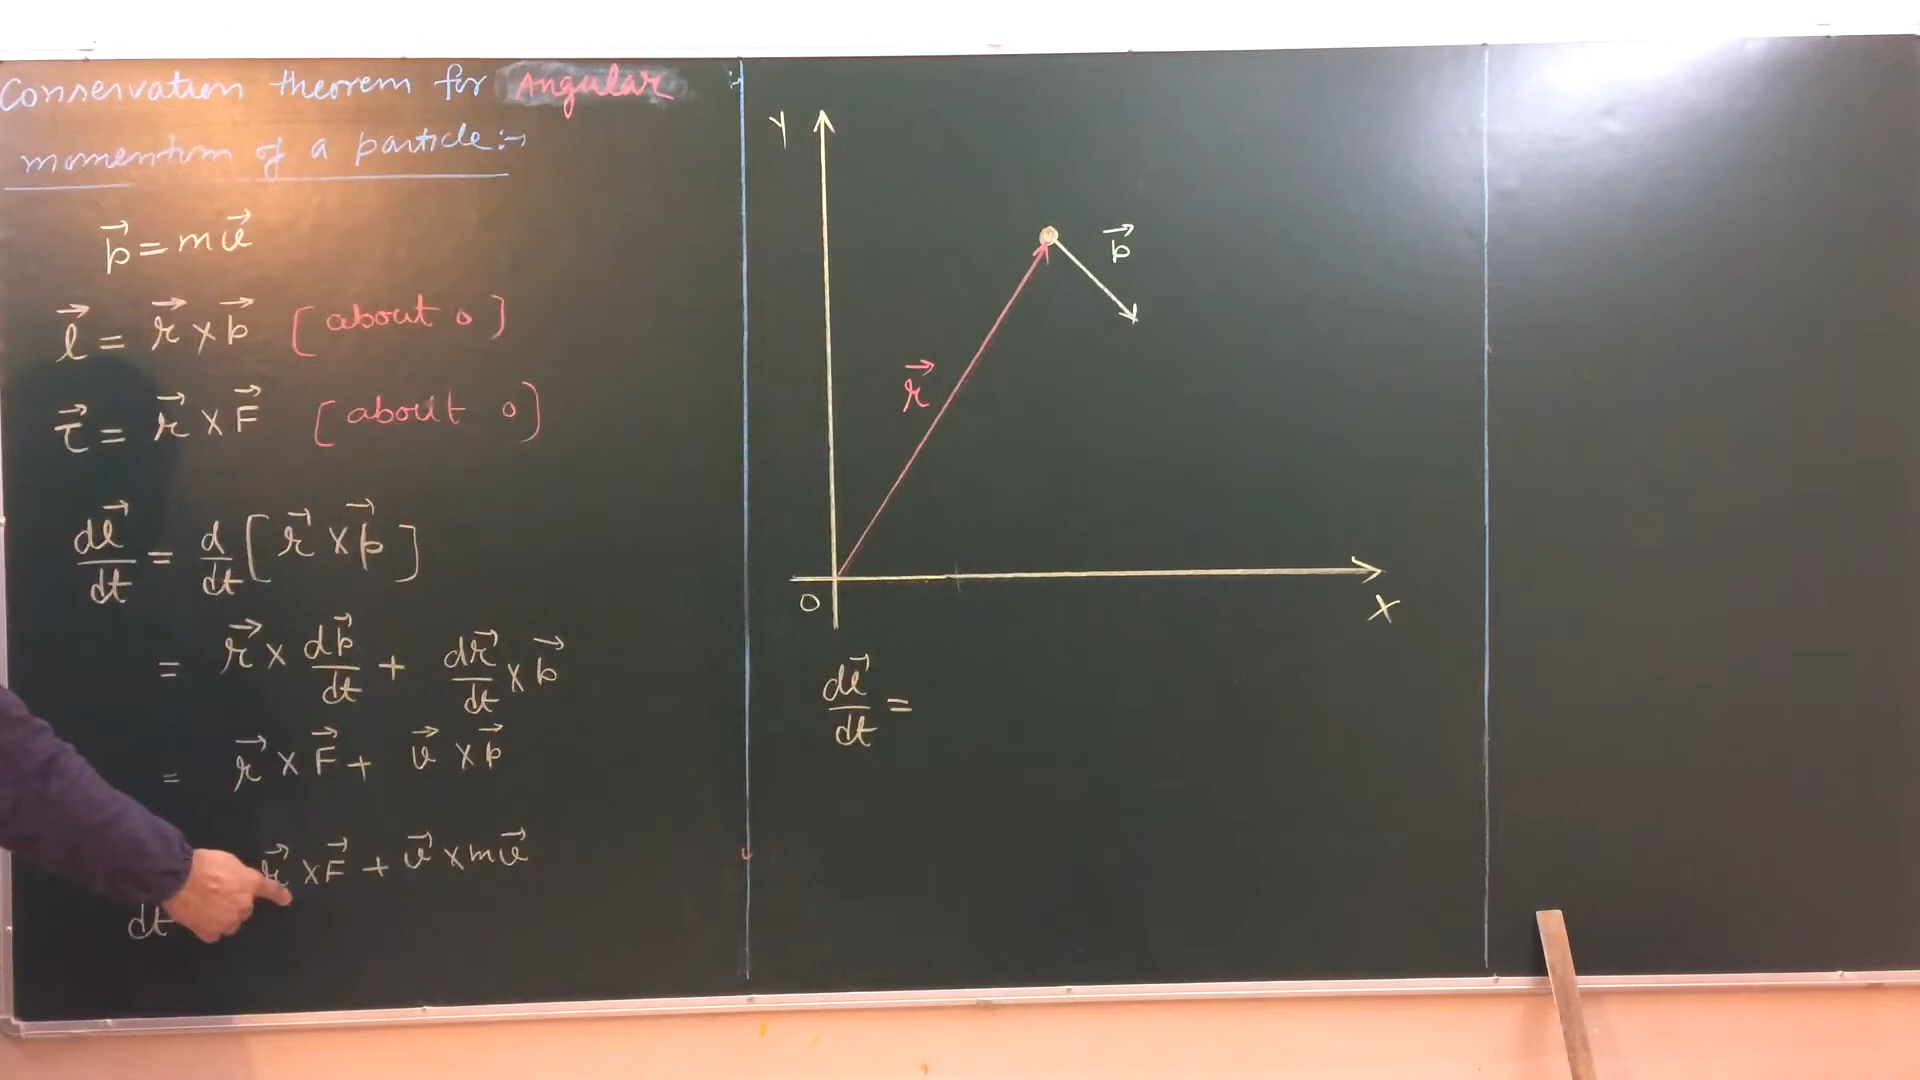 Conservation theorem for Angular :-
momentum of a particle:-
p⃗ = mv⃗
l⃗ = r⃗ × p⃗ [about o]
τ⃗ = r⃗ × F⃗ [about o]
dl⃗/dt = d/dt [r⃗ × p⃗]
= r⃗ × dp⃗/dt + dr⃗/dt × p⃗
= r⃗ × F⃗ + v⃗ × p⃗
dt r⃗ × F⃗ + v⃗ × mv⃗
Y
p⃗
r⃗
O
X
dl⃗/dt =